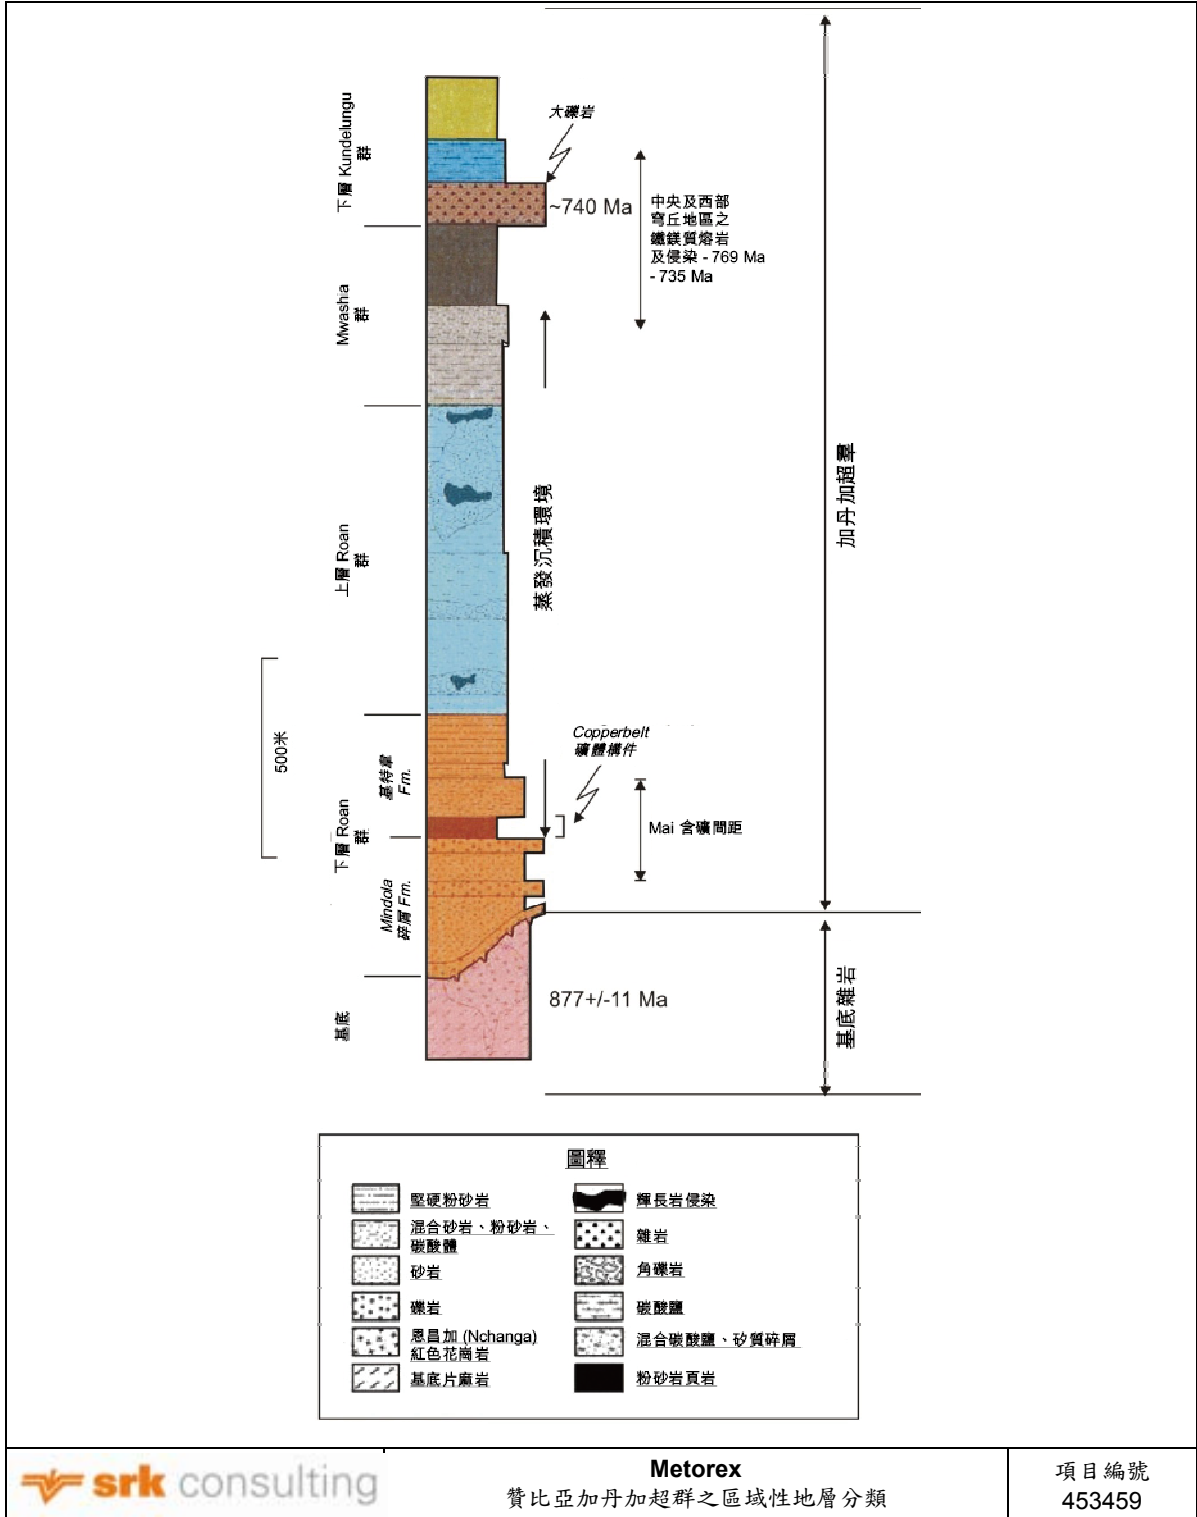 大礫岩
下層 Kundelungu
群
~740 Ma
中央及西部
穹丘地區之
鐵鎂質熔岩
及侵染 - 769 Ma
- 735 Ma
Mwashia
群
加丹加超羣
上層 Roan
群
蒸發沉積環境
500米
Copperbelt
礦體構件
基特韋
Fm.
下層 Roan
群
Mai 含礦間距
Mindola
碎屑 Fm.
基底
877+/-11 Ma
基底雜岩
圖釋
堅硬粉砂岩
混合砂岩、粉砂岩、
碳酸體
砂岩
礫岩
恩昌加 (Nchanga)
紅色花崗岩
基底片麻岩
輝長岩侵染
雜岩
角礫岩
碳酸鹽
混合碳酸鹽、矽質碎屑
粉砂岩頁岩
srk consulting
Metorex
贊比亞加丹加超群之區域性地層分類
項目編號
453459